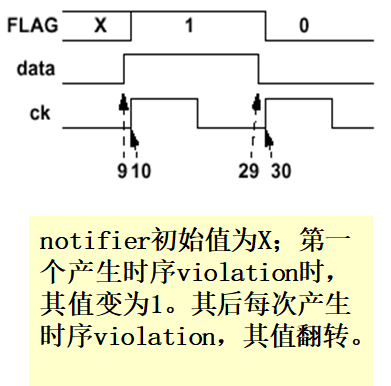 FLAG X 1 0
data
ck
9 10 29 30
notifier初始值为X；第一
个产生时序violation时，
其值变为1。其后每次产生
时序violation，其值翻转。